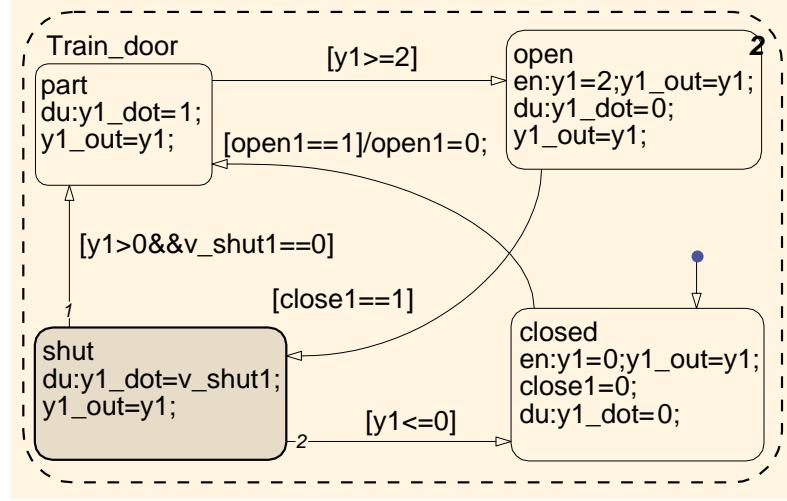 Train_door
2
part
du:y1_dot=1;
y1_out=y1;
[y1>=2]
open
en:y1=2;y1_out=y1;
du:y1_dot=0;
y1_out=y1;
[open1==1]/open1=0;
[y1>0&&v_shut1==0]
1
[close1==1]
shut
du:y1_dot=v_shut1;
y1_out=y1;
[y1<=0]
2
closed
en:y1=0;y1_out=y1;
close1=0;
du:y1_dot=0;